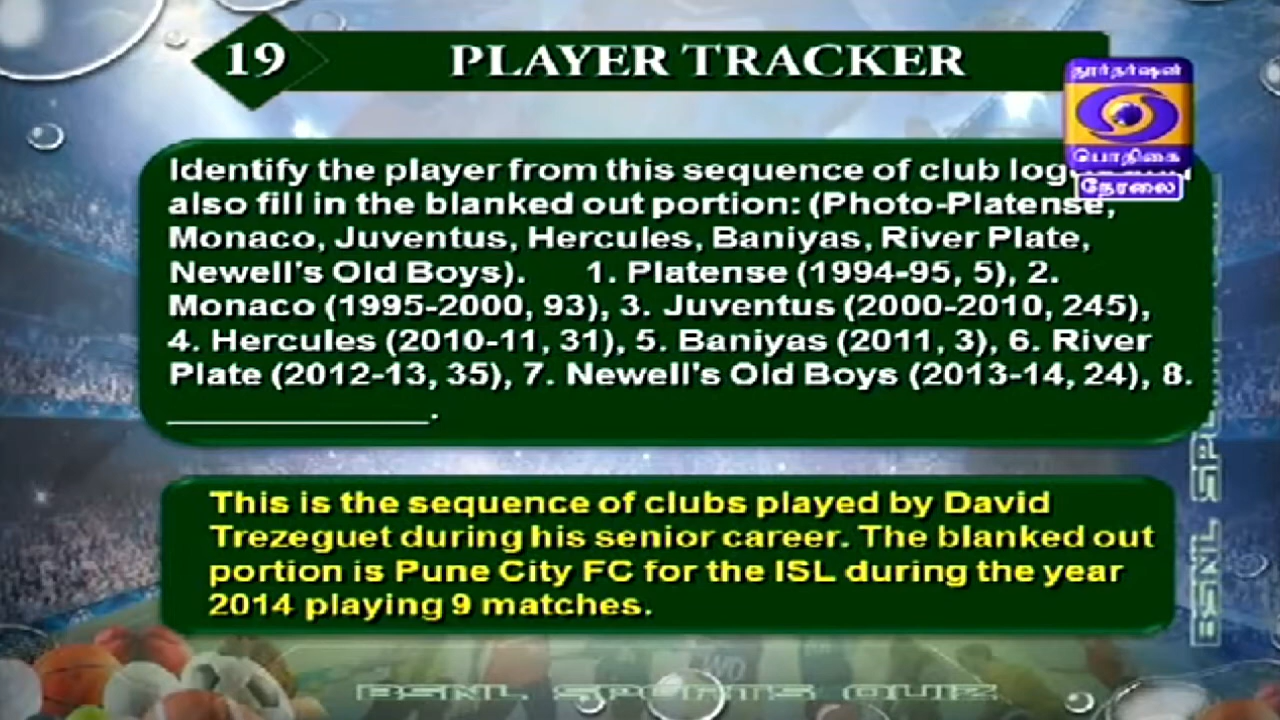 19 PLAYER TRACKER
தூர்தர்ஷன்
பொதிகை
நேரலை
Identify the player from this sequence of club
also fill in the blanked out portion: (Photo-Platense,
Monaco, Juventus, Hercules, Baniyas, River Plate,
Newell's Old Boys). 1. Platense (1994-95, 5), 2.
Monaco (1995-2000, 93), 3. Juventus (2000-2010, 245),
4. Hercules (2010-11, 31), 5. Baniyas (2011, 3), 6. River
Plate (2012-13, 35), 7. Newell's Old Boys (2013-14, 24), 8.
______________.
This is the sequence of clubs played by David
Trezeguet during his senior career. The blanked out
portion is Pune City FC for the ISL during the year
2014 playing 9 matches.
BSNL SPORTS QUIZ